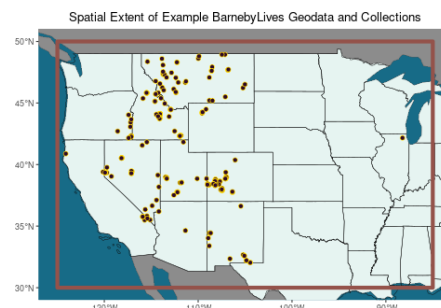 Spatial Extent of Example BarnebyLives Geodata and Collections
50°N
45°N
40°N
35°N
30°N